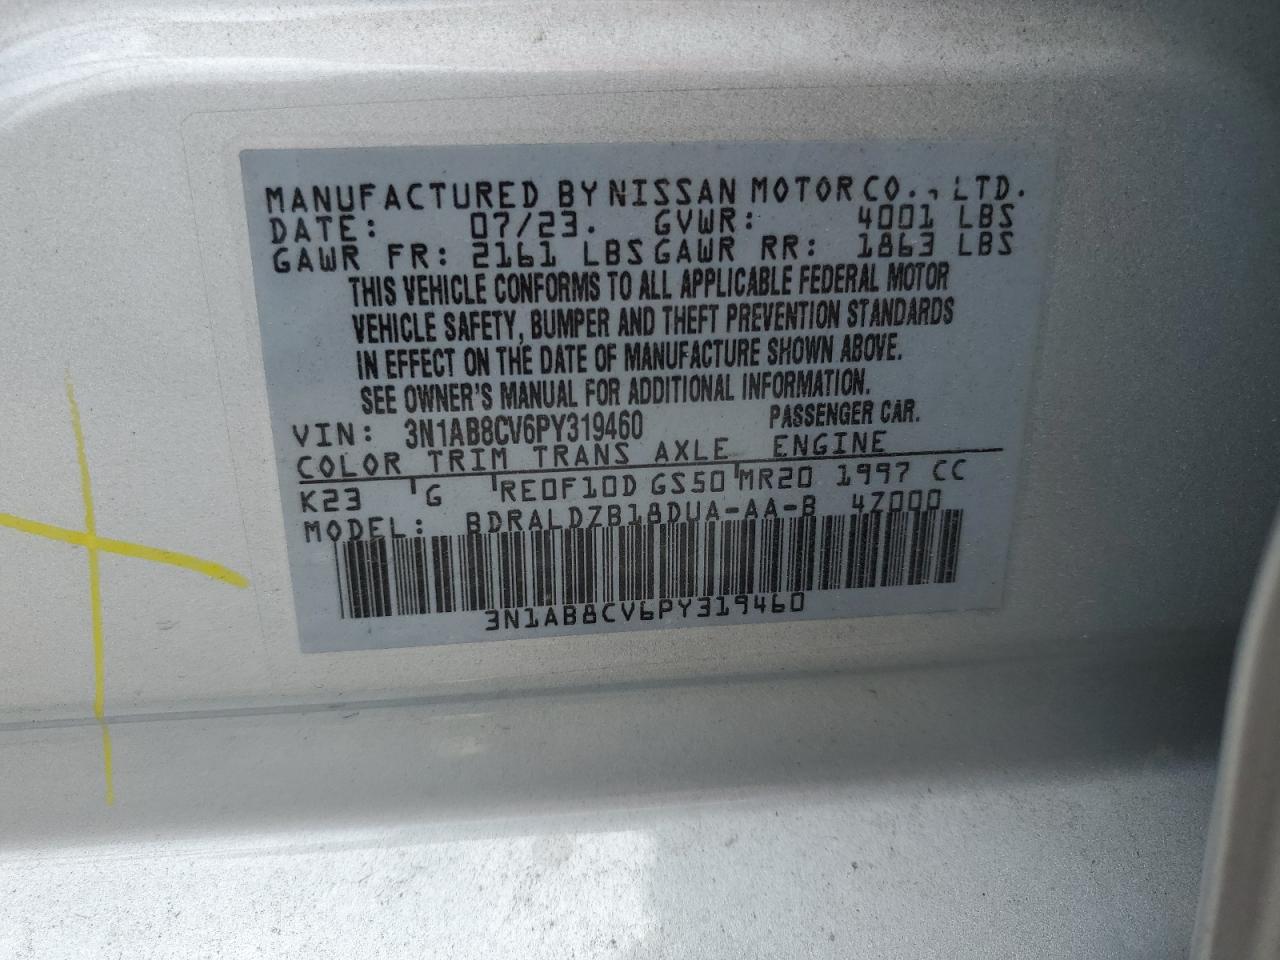 MANUFACTURED BY NISSAN MOTOR CO., LTD.
DATE: 07/23. GVWR: 4001 LBS
GAWR FR: 2161 LBS GAWR RR: 1863 LBS
THIS VEHICLE CONFORMS TO ALL APPLICABLE FEDERAL MOTOR
VEHICLE SAFETY, BUMPER AND THEFT PREVENTION STANDARDS
IN EFFECT ON THE DATE OF MANUFACTURE SHOWN ABOVE.
SEE OWNER'S MANUAL FOR ADDITIONAL INFORMATION.
VIN: 3N1AB8CV6PY319460 PASSENGER CAR.
COLOR TRIM TRANS AXLE ENGINE
K23 G RE0F10D GS50 MR20 1997 CC
MODEL: BDRALDZB18DUA-AA-B 4Z000
3N1AB8CV6PY319460